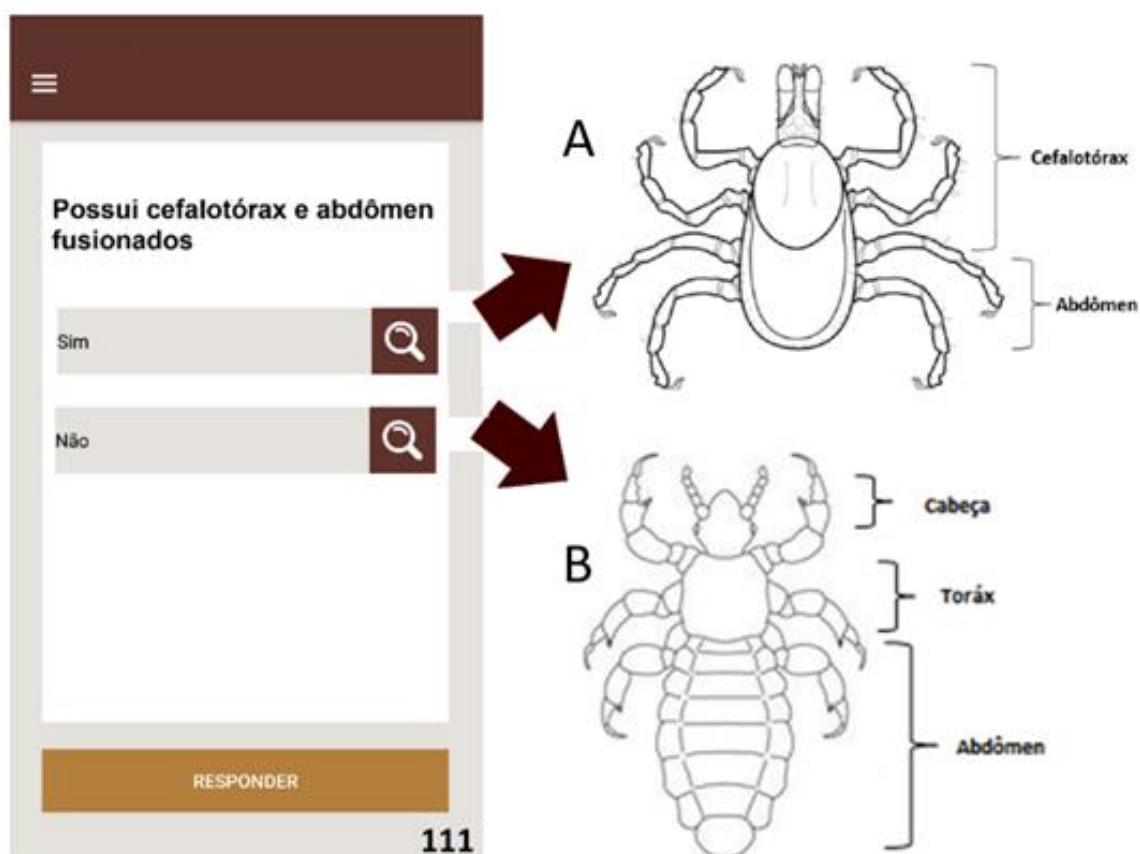 Possui cefalotórax e abdômen
fusionados
Sim
Não
RESPONDER
111
A
Cefalotórax
Abdômen
B
Cabeça
Toráx
Abdômen